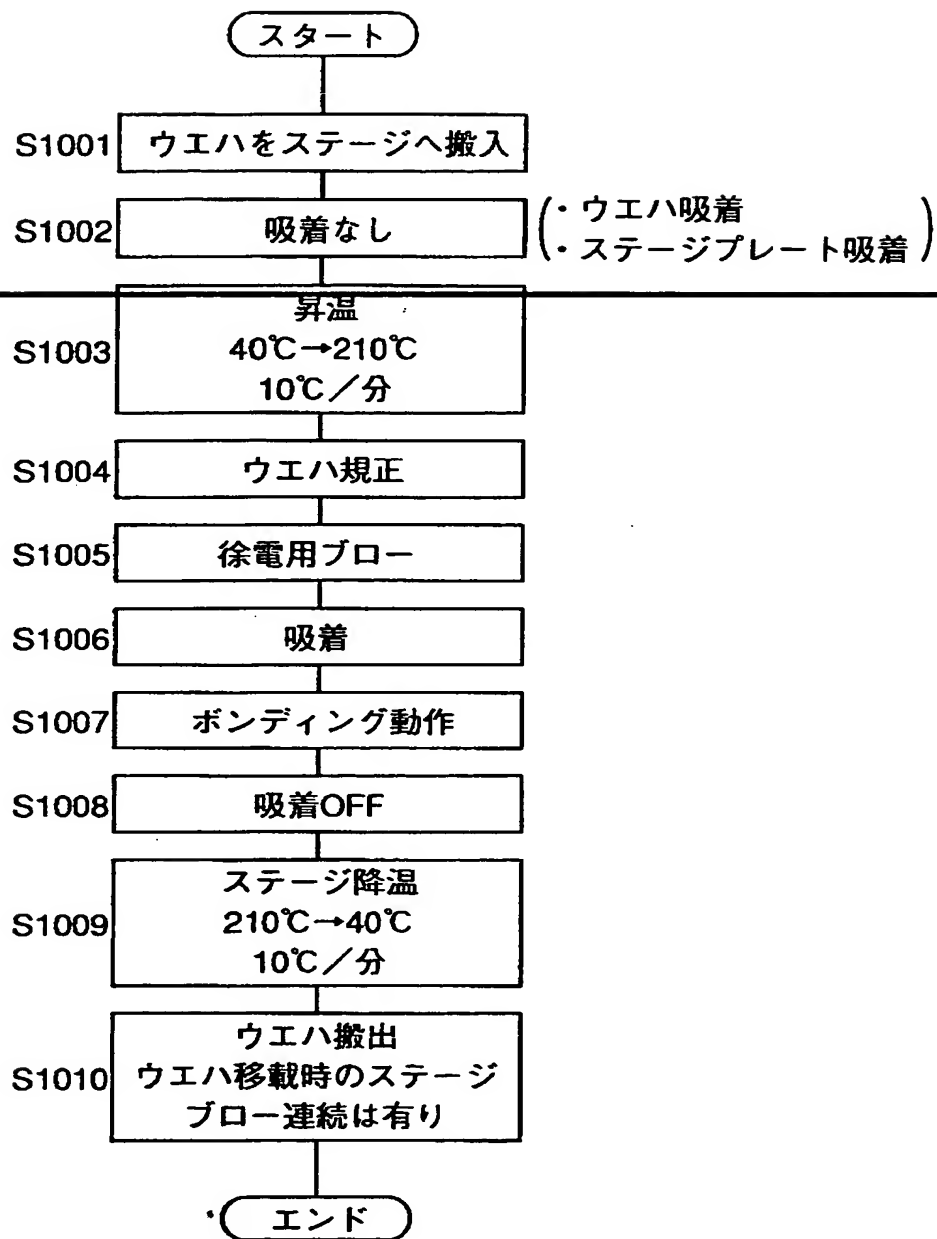 スタート
S1001 ウエハをステージへ搬入
S1002 吸着なし (・ウエハ吸着
・ステージプレート吸着)
S1003 昇温
40℃→210℃
10℃/分
S1004 ウエハ規正
S1005 徐電用ブロー
S1006 吸着
S1007 ボンディング動作
S1008 吸着OFF
S1009 ステージ降温
210℃→40℃
10℃/分
S1010 ウエハ搬出
ウエハ移載時のステージ
ブロー連続は有り
エンド